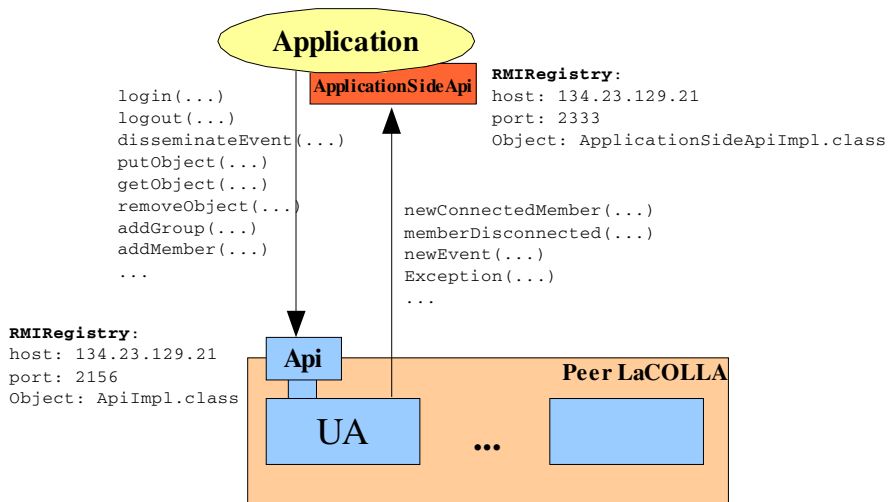 Application
ApplicationSideApi
RMIRegistry:
host: 134.23.129.21
port: 2333
Object: ApplicationSideApiImpl.class
login(...)
logout(...)
disseminateEvent(...)
putObject(...)
getObject(...)
removeObject(...)
addGroup(...)
addMember(...)
...
newConnectedMember(...)
memberDisconnected(...)
newEvent(...)
Exception(...)
...
RMIRegistry:
host: 134.23.129.21
port: 2156
Object: ApiImpl.class
Api
Peer LaCOLLA
UA
...